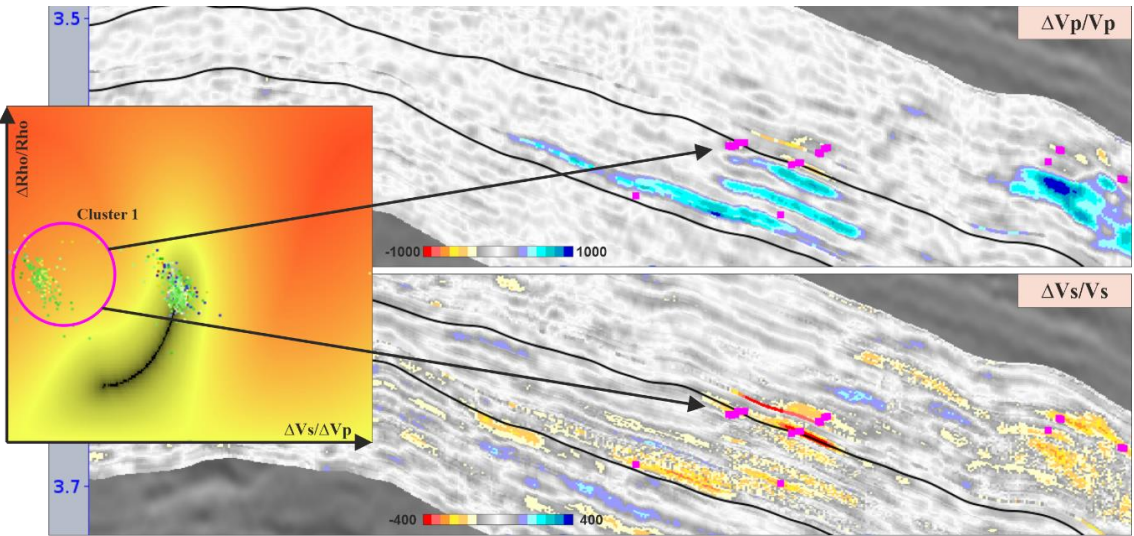 3.5
ΔVp/Vp
ΔRho/Rho
Cluster 1
-1000
1000
ΔVs/Vs
ΔVs/ΔVp
3.7
-400
400